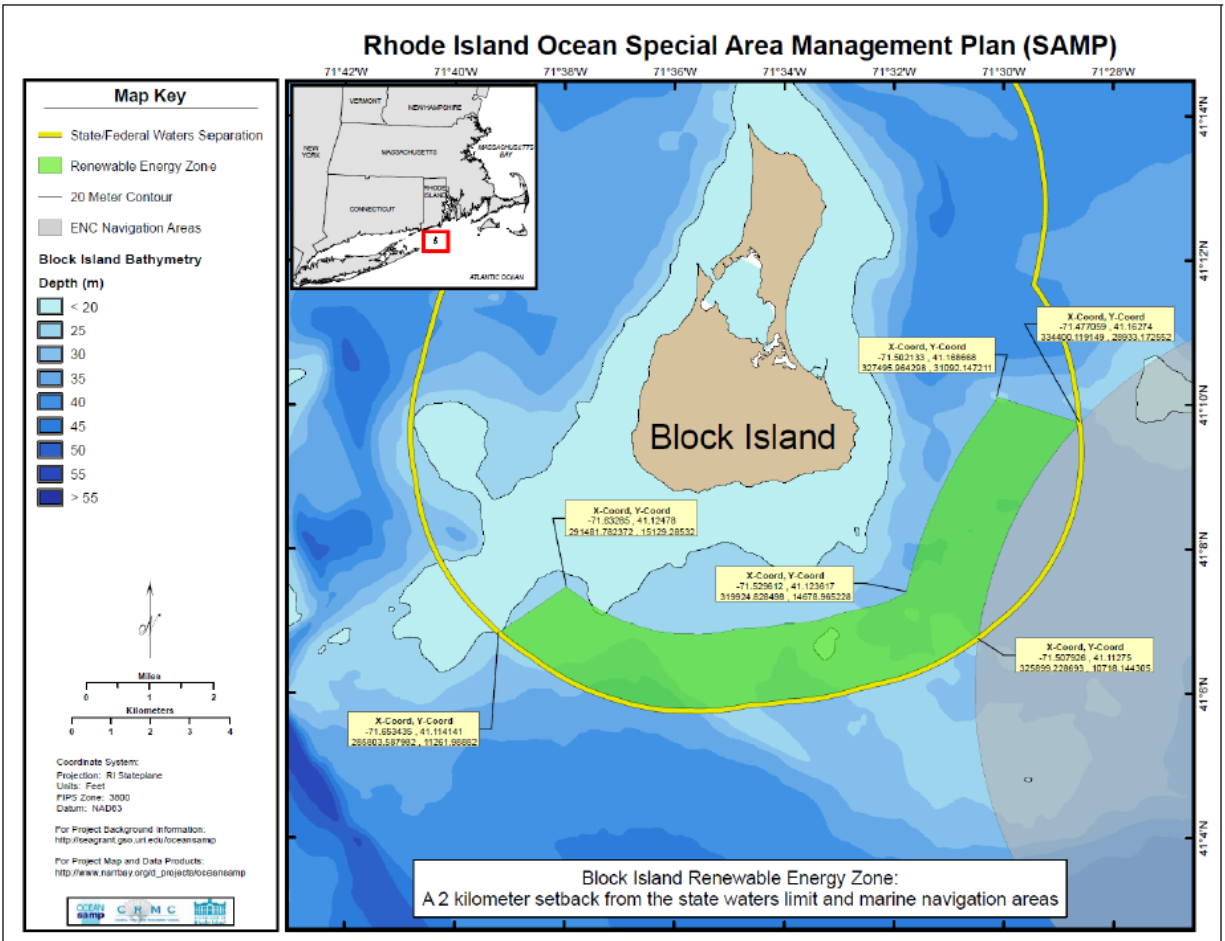 Rhode Island Ocean Special Area Management Plan (SAMP)
71°42'W 71°40'W 71°38'W 71°36'W 71°34'W 71°32'W 71°30'W 71°28'W
Map Key
State/Federal Waters Separation
Renewable Energy Zone
20 Meter Contour
ENC Navigation Areas
Block Island Bathymetry
Depth (m)
< 20
25
30
35
40
45
50
55
> 55
Miles
0 1 2
Kilometers
0 1 2 3 4
Coordinate System:
Projection: RI Stateplane
Units: Feet
FIPS Zone: 3800
Datum: NAD83
For Project Background Information:
http://seagrant.gso.uri.edu/oceansamp
For Project Map and Data Products:
http://www.narrbay.org/d_projects/oceansamp
OCEAN
samp
C R M C
VERMONT
NEW HAMPSHIRE
NEW
YORK
MASSACHUSETTS
MASSACHUSETTS
BAY
RHODE
ISLAND
CONNECTICUT
ATLANTIC OCEAN
41°14'N
41°12'N
41°10'N
41°8'N
41°6'N
41°4'N
X-Coord, Y-Coord
-71.477059 , 41.16274
334400.119149 , 28933.172552
X-Coord, Y-Coord
-71.502133 , 41.168668
327495.964298 , 31092.147211
Block Island
X-Coord, Y-Coord
-71.63285 , 41.12478
291481.782372 , 15129.28532
X-Coord, Y-Coord
-71.529612 , 41.123617
319924.828498 , 14678.965228
X-Coord, Y-Coord
-71.507926 , 41.11275
325899.228693 , 10718.144305
X-Coord, Y-Coord
-71.653435 , 41.114141
285803.587982 , 11261.98882
Block Island Renewable Energy Zone:
A 2 kilometer setback from the state waters limit and marine navigation areas